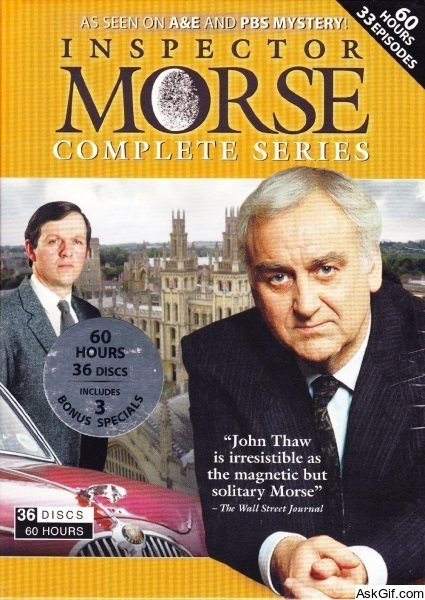 AS SEEN ON A&E AND PBS MYSTERY!
60
HOURS
33 EPISODES
INSPECTOR
MORSE
COMPLETE SERIES
60
HOURS
36 DISCS
INCLUDES
3
BONUS SPECIALS
“John Thaw
is irresistible as
the magnetic but
solitary Morse”
– The Wall Street Journal
36 DISCS
60 HOURS
AskGif.com